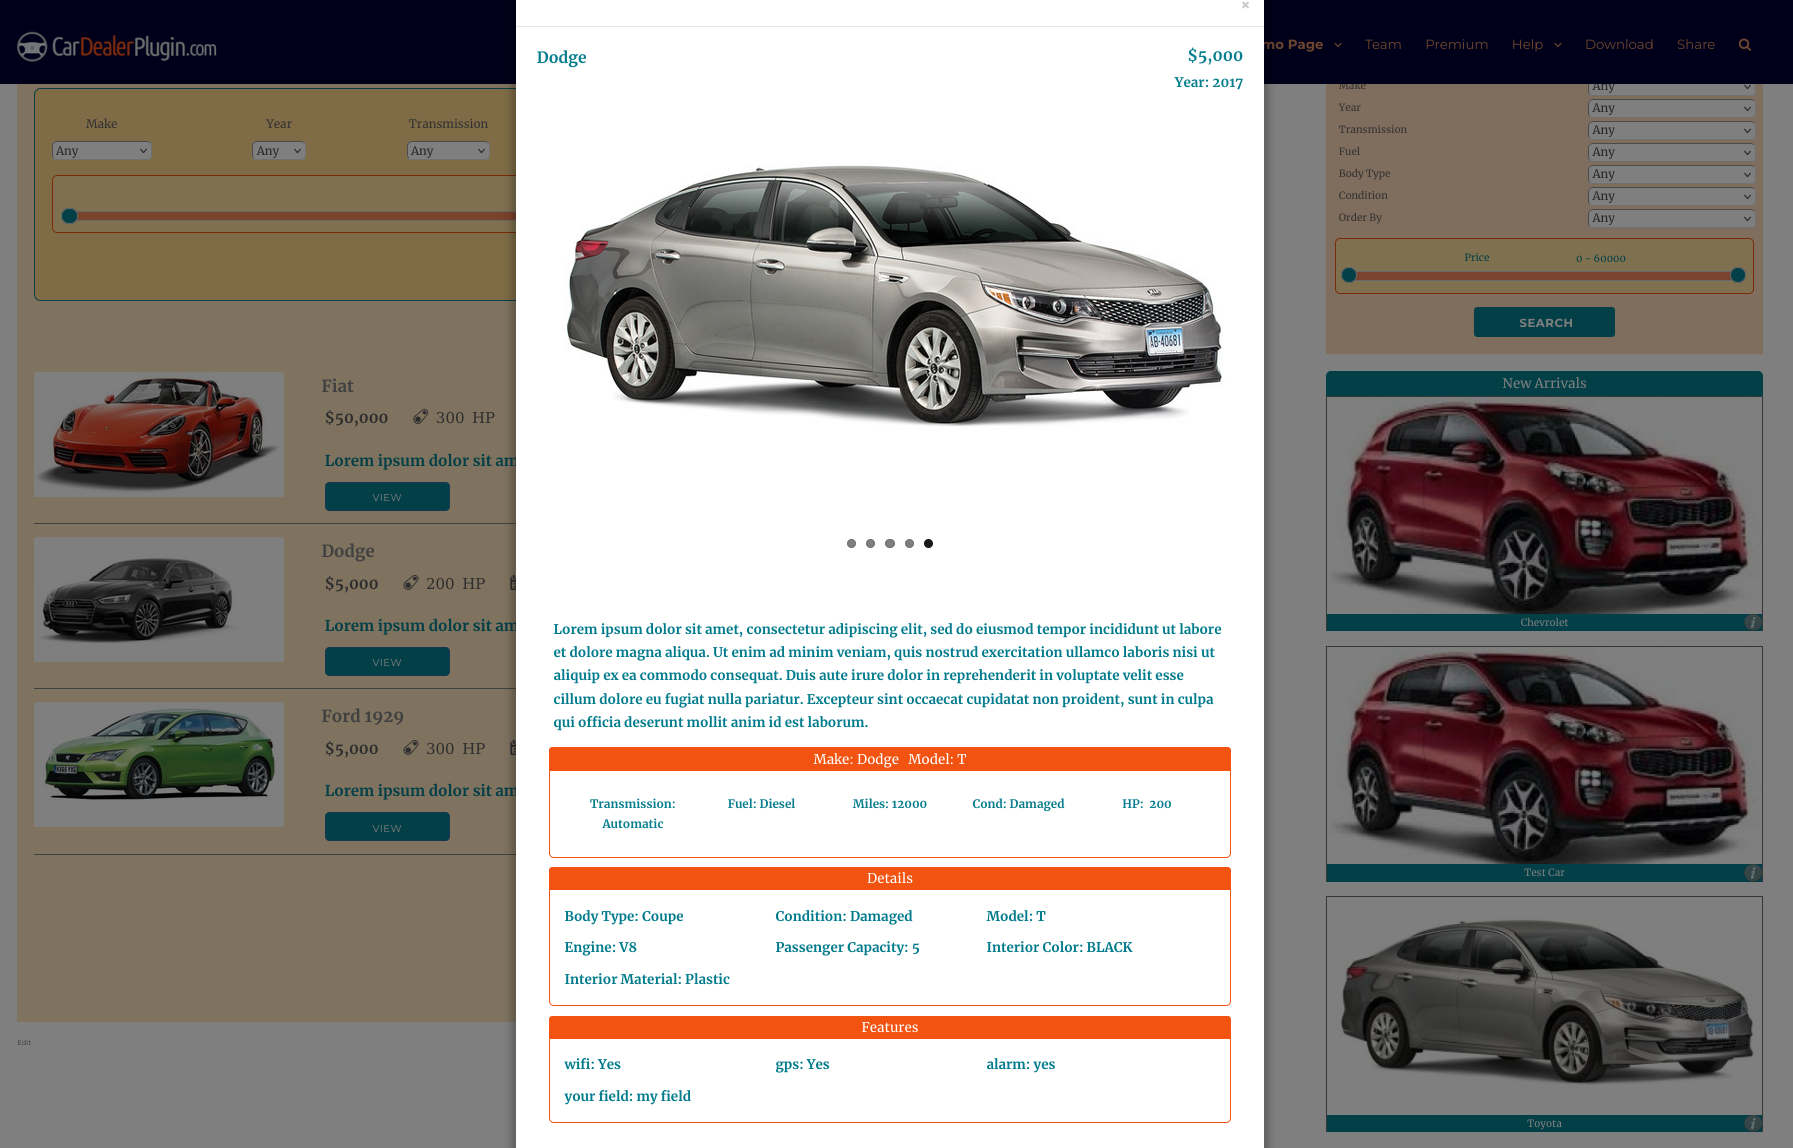 CarDealerPlugin.com
mo Page
Team
Premium
Help
Download
Share
Make
Year
Transmission
Any
Any
Any
Fiat
$50,000
300 HP
Lorem ipsum dolor sit am
VIEW
Dodge
$5,000
200 HP
Lorem ipsum dolor sit am
VIEW
Ford 1929
$5,000
300 HP
Lorem ipsum dolor sit am
VIEW
Edit
×
Dodge
$5,000
Year: 2017
AB·40681
Lorem ipsum dolor sit amet, consectetur adipiscing elit, sed do eiusmod tempor incididunt ut labore
et dolore magna aliqua. Ut enim ad minim veniam, quis nostrud exercitation ullamco laboris nisi ut
aliquip ex ea commodo consequat. Duis aute irure dolor in reprehenderit in voluptate velit esse
cillum dolore eu fugiat nulla pariatur. Excepteur sint occaecat cupidatat non proident, sunt in culpa
qui officia deserunt mollit anim id est laborum.
Make: Dodge Model: T
Transmission:
Automatic
Fuel: Diesel
Miles: 12000
Cond: Damaged
HP: 200
Details
Body Type: Coupe
Condition: Damaged
Model: T
Engine: V8
Passenger Capacity: 5
Interior Color: BLACK
Interior Material: Plastic
Features
wifi: Yes
gps: Yes
alarm: yes
your field: my field
Make
Any
Year
Any
Transmission
Any
Fuel
Any
Body Type
Any
Condition
Any
Order By
Any
Price
0 - 60000
SEARCH
New Arrivals
Chevrolet
i
Test Car
i
Toyota
i